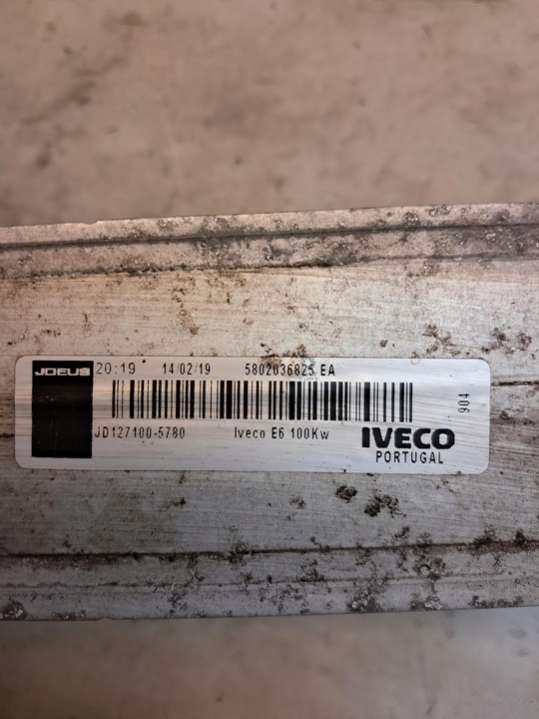 JDEUS 20:19 14/02/19 5802036825 EA
904
JD127100-5780 Iveco E6 100Kw IVECO
PORTUGAL